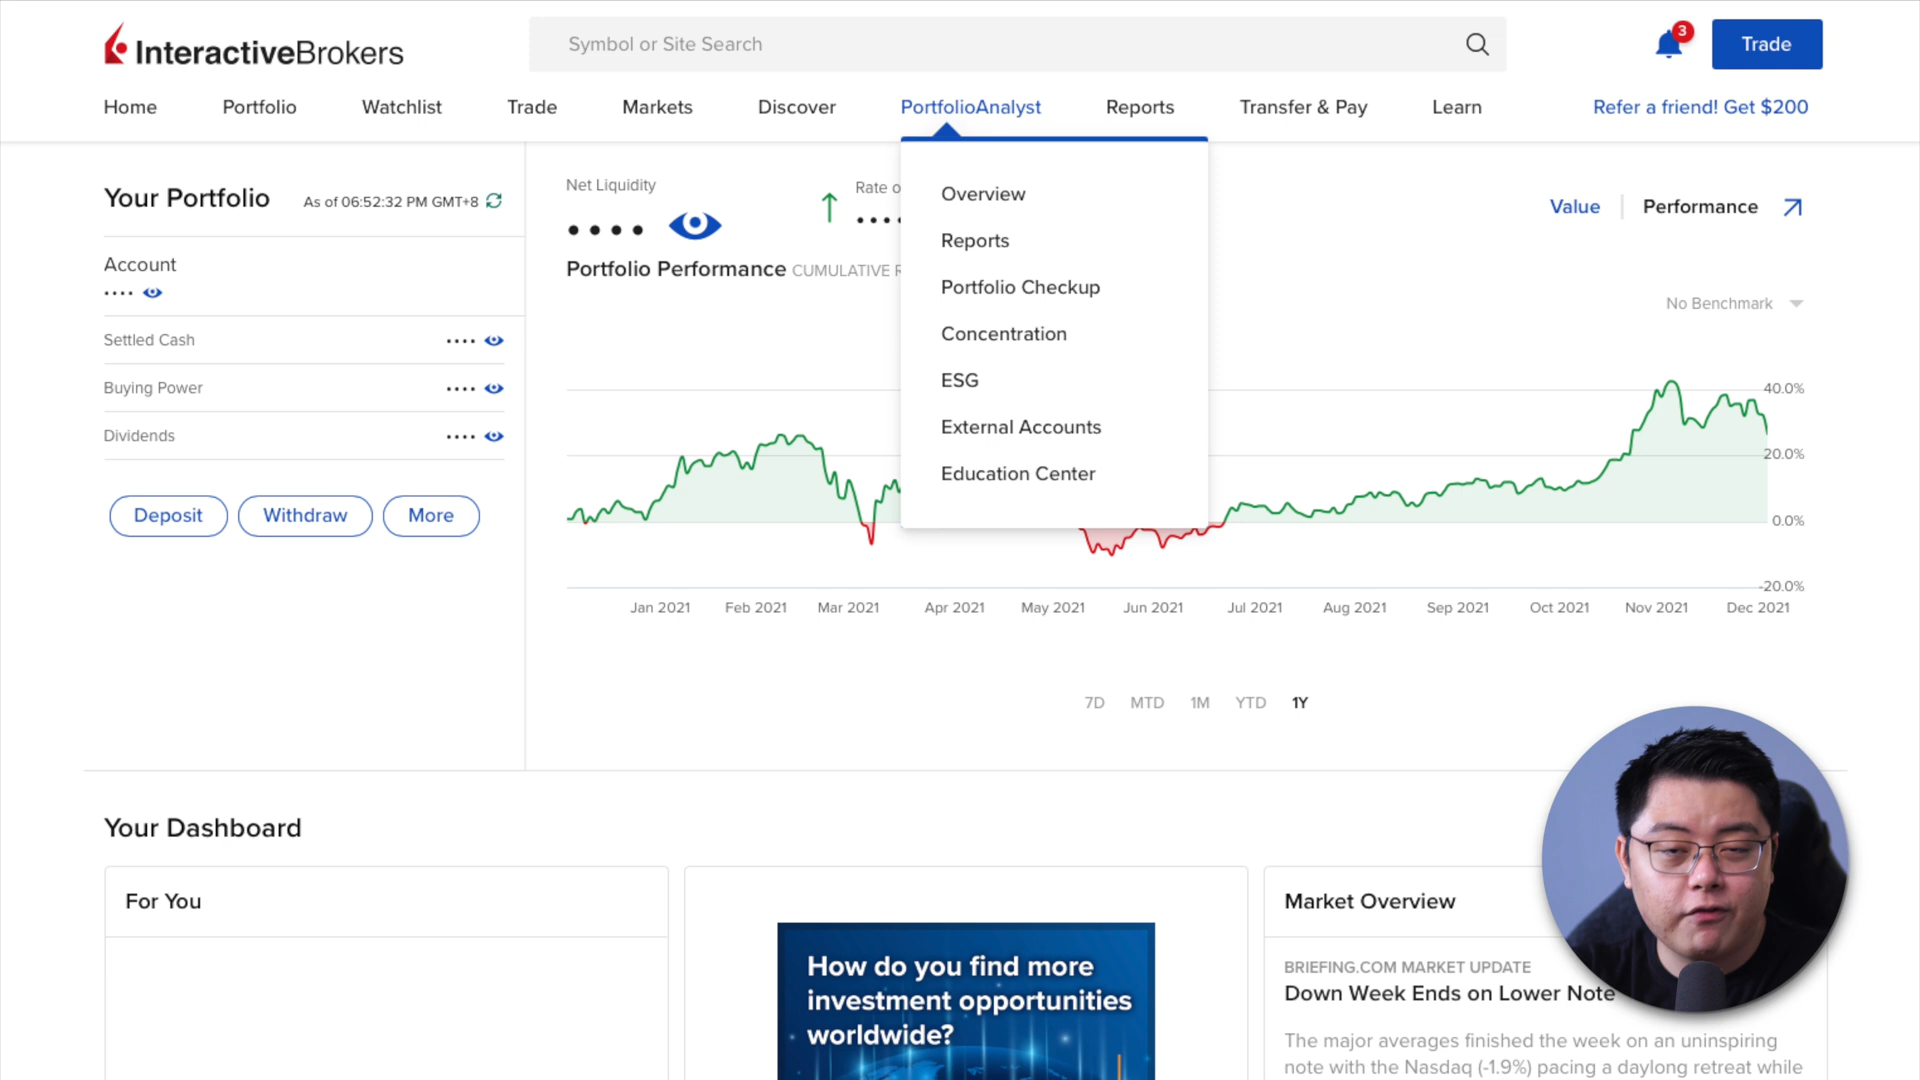 InteractiveBrokers
Symbol or Site Search
3
Trade
Home Portfolio Watchlist Trade Markets Discover PortfolioAnalyst Reports Transfer & Pay Learn Refer a friend! Get $200
Your Portfolio As of 06:52:32 PM GMT+8
Account
Settled Cash
Buying Power
Dividends
Deposit Withdraw More
Net Liquidity
Rate o
Value Performance
Portfolio Performance CUMULATIVE R
No Benchmark
Overview
Reports
Portfolio Checkup
Concentration
ESG
External Accounts
Education Center
40.0%
20.0%
0.0%
-20.0%
Jan 2021 Feb 2021 Mar 2021 Apr 2021 May 2021 Jun 2021 Jul 2021 Aug 2021 Sep 2021 Oct 2021 Nov 2021 Dec 2021
7D MTD 1M YTD 1Y
Your Dashboard
For You
How do you find more
investment opportunities
worldwide?
Market Overview
BRIEFING.COM MARKET UPDATE
Down Week Ends on Lower Note
The major averages finished the week on an uninspiring
note with the Nasdaq (-1.9%) pacing a daylong retreat while